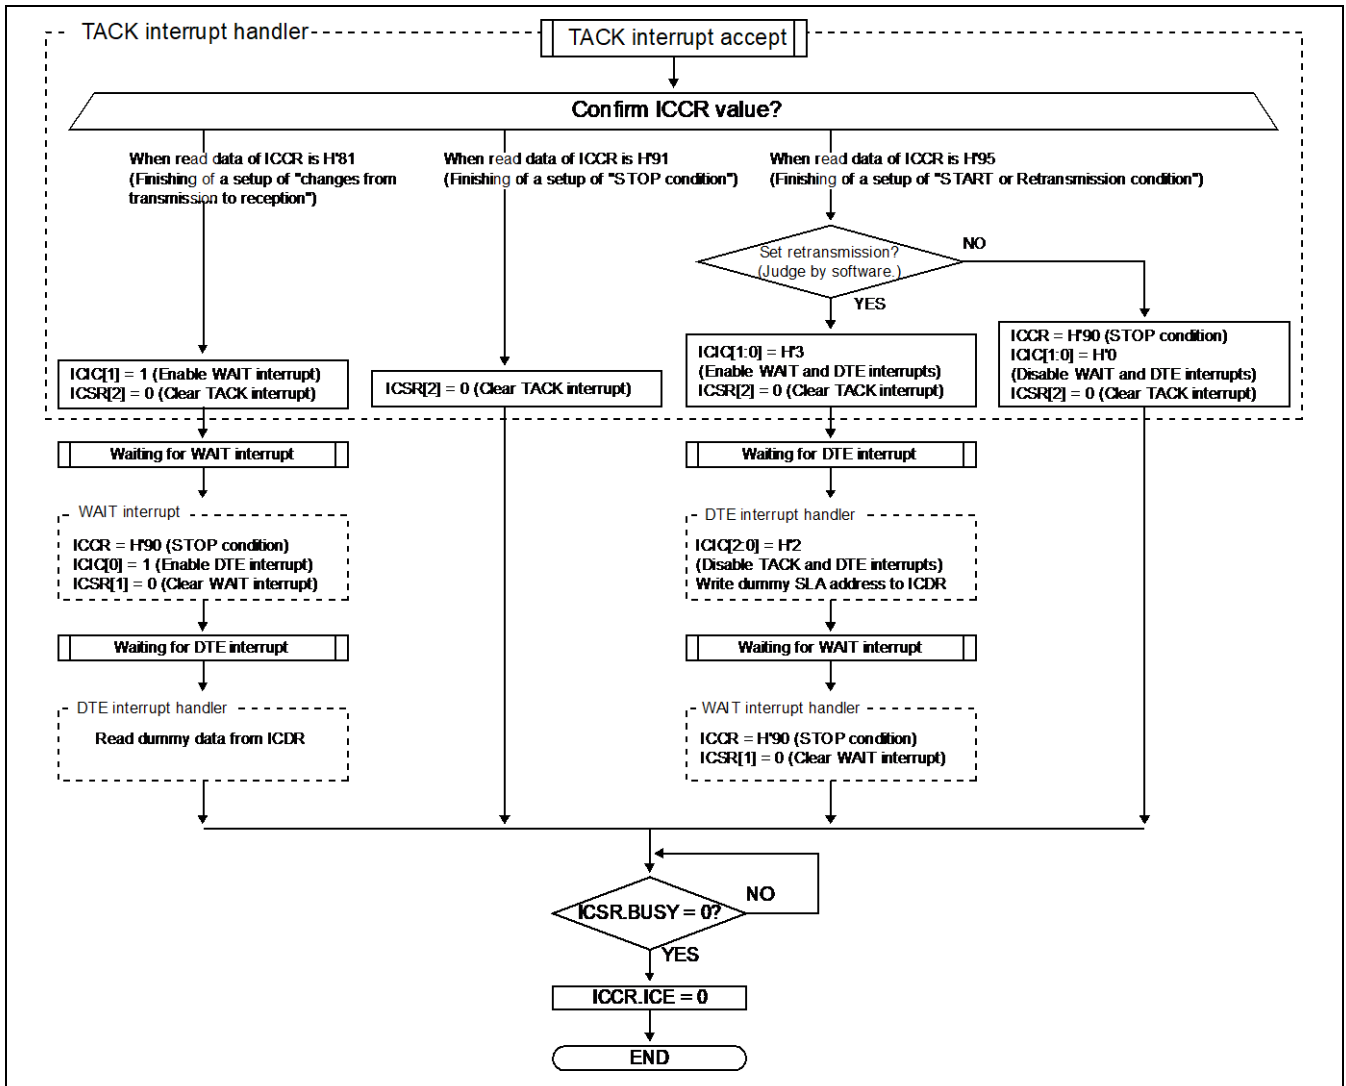 TACK interrupt handler
TACK interrupt accept
Confirm ICCR value?
When read data of ICCR is H'81
(Finishing of a setup of "changes from
transmission to reception")
When read data of ICCR is H'91
(Finishing of a setup of "STOP condition")
When read data of ICCR is H'95
(Finishing of a setup of "START or Retransmission condition")
Set retransmission?
(Judge by software.)
NO
YES
ICIC[1] = 1 (Enable WAIT interrupt)
ICSR[2] = 0 (Clear TACK interrupt)
ICSR[2] = 0 (Clear TACK interrupt)
ICIC[1:0] = H'3
(Enable WAIT and DTE interrupts)
ICSR[2] = 0 (Clear TACK interrupt)
ICCR = H'90 (STOP condition)
ICIC[1:0] = H'0
(Disable WAIT and DTE interrupts)
ICSR[2] = 0 (Clear TACK interrupt)
Waiting for WAIT interrupt
WAIT interrupt
ICCR = H'90 (STOP condition)
ICIC[0] = 1 (Enable DTE interrupt)
ICSR[1] = 0 (Clear WAIT interrupt)
Waiting for DTE interrupt
DTE interrupt handler
Read dummy data from ICDR
Waiting for DTE interrupt
DTE interrupt handler
ICIC[2:0] = H'2
(Disable TACK and DTE interrupts)
Write dummy SLA address to ICDR
Waiting for WAIT interrupt
WAIT interrupt handler
ICCR = H'90 (STOP condition)
ICSR[1] = 0 (Clear WAIT interrupt)
ICSR.BUSY = 0?
NO
YES
ICCR.ICE = 0
END